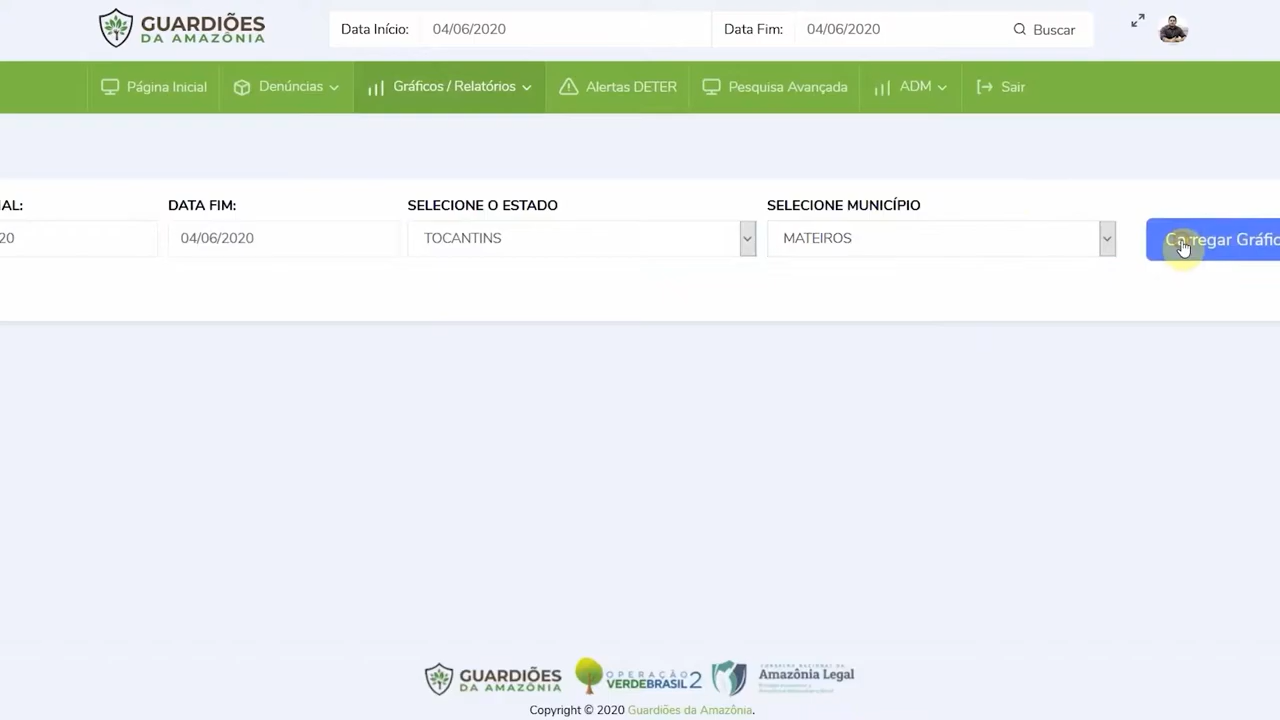 GUARDIÕES
DA AMAZÔNIA
Data Início: 04/06/2020 Data Fim: 04/06/2020 Buscar
Página Inicial Denúncias Gráficos / Relatórios Alertas DETER Pesquisa Avançada ADM Sair
AL: DATA FIM: SELECIONE O ESTADO SELECIONE MUNICÍPIO
20 04/06/2020 TOCANTINS MATEIROS Carregar Gráfic
GUARDIÕES
DA AMAZÔNIA
OPERAÇÃO
VERDEBRASIL2
Amazônia Legal
Copyright © 2020 Guardiões da Amazônia.